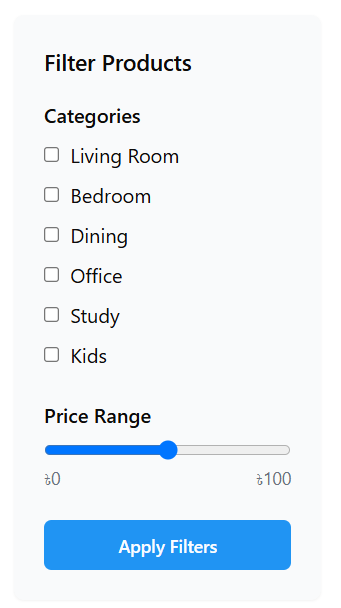 Filter Products
Categories
Living Room
Bedroom
Dining
Office
Study
Kids
Price Range
৳0 ৳100
Apply Filters